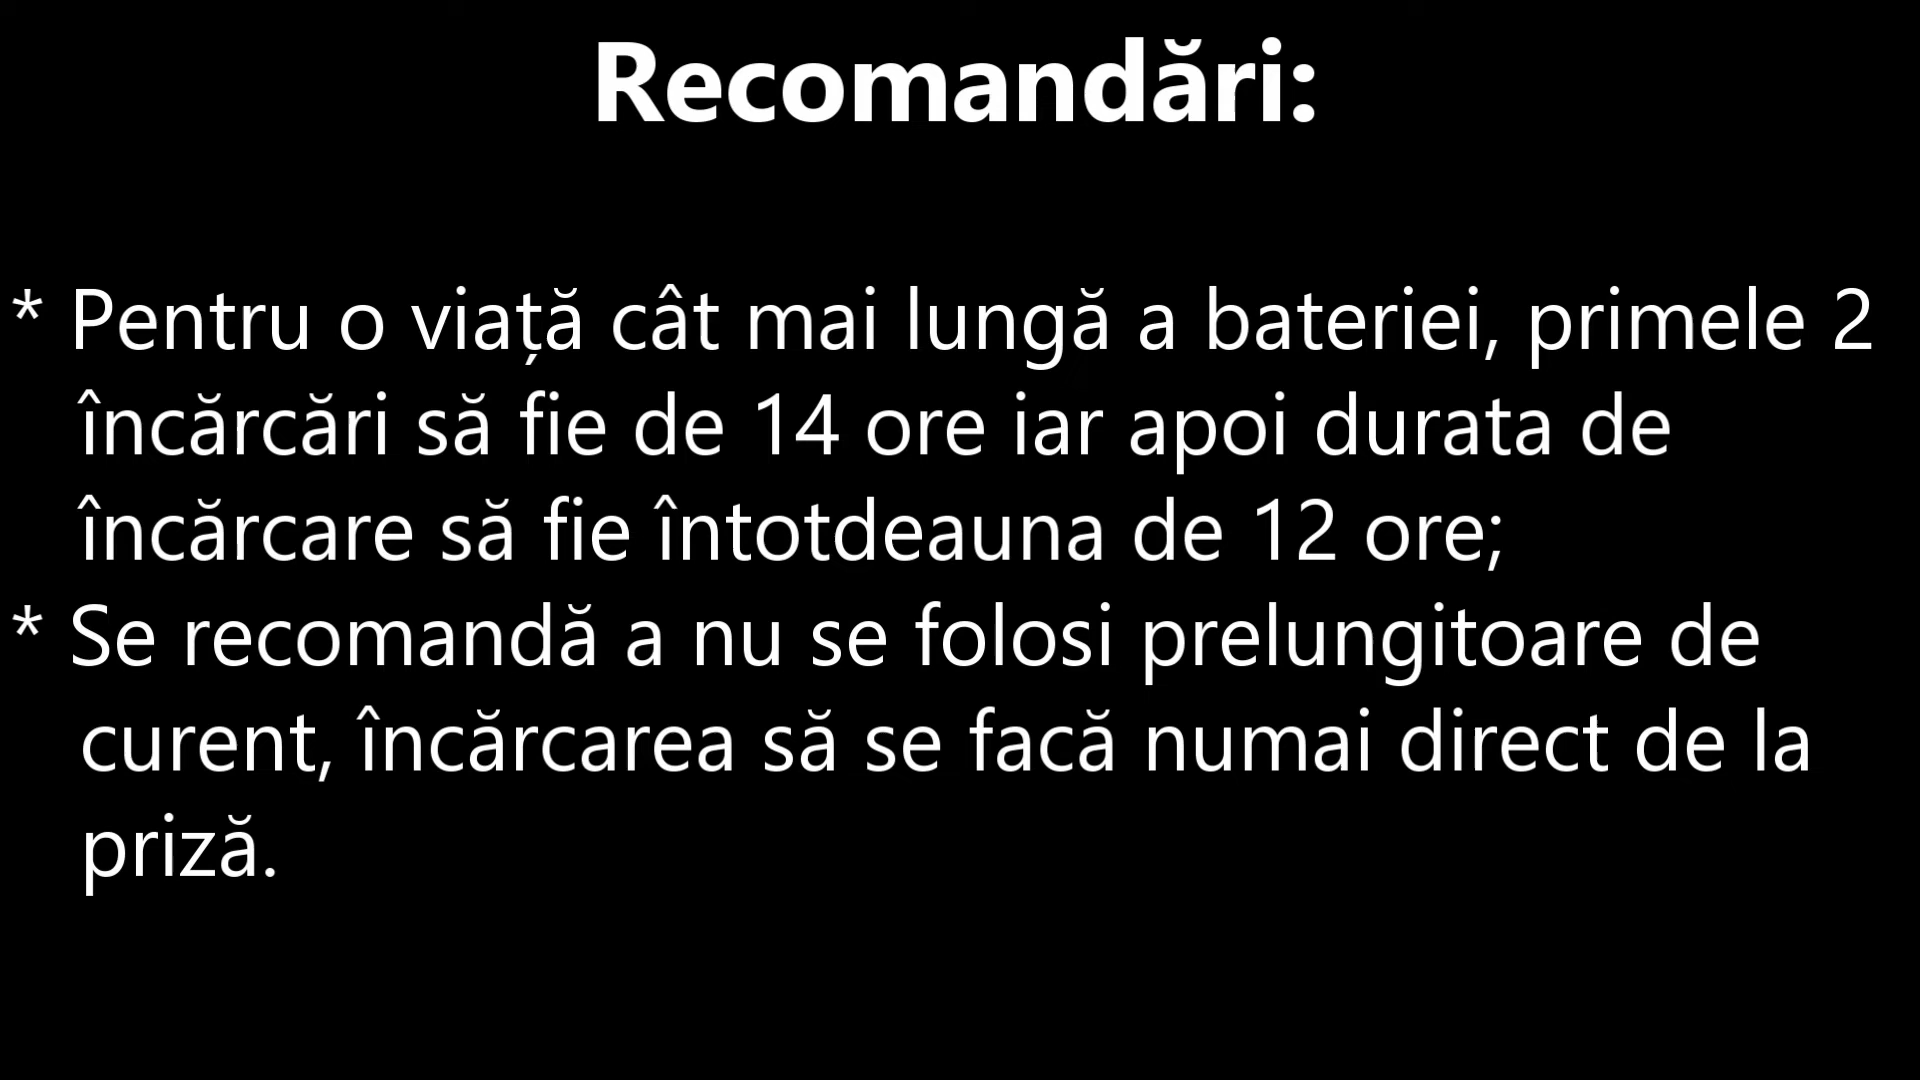 Recomandări:
* Pentru o viață cât mai lungă a bateriei, primele 2
încărcări să fie de 14 ore iar apoi durata de
încărcare să fie întotdeauna de 12 ore;
* Se recomandă a nu se folosi prelungitoare de
curent, încărcarea să se facă numai direct de la
priză.